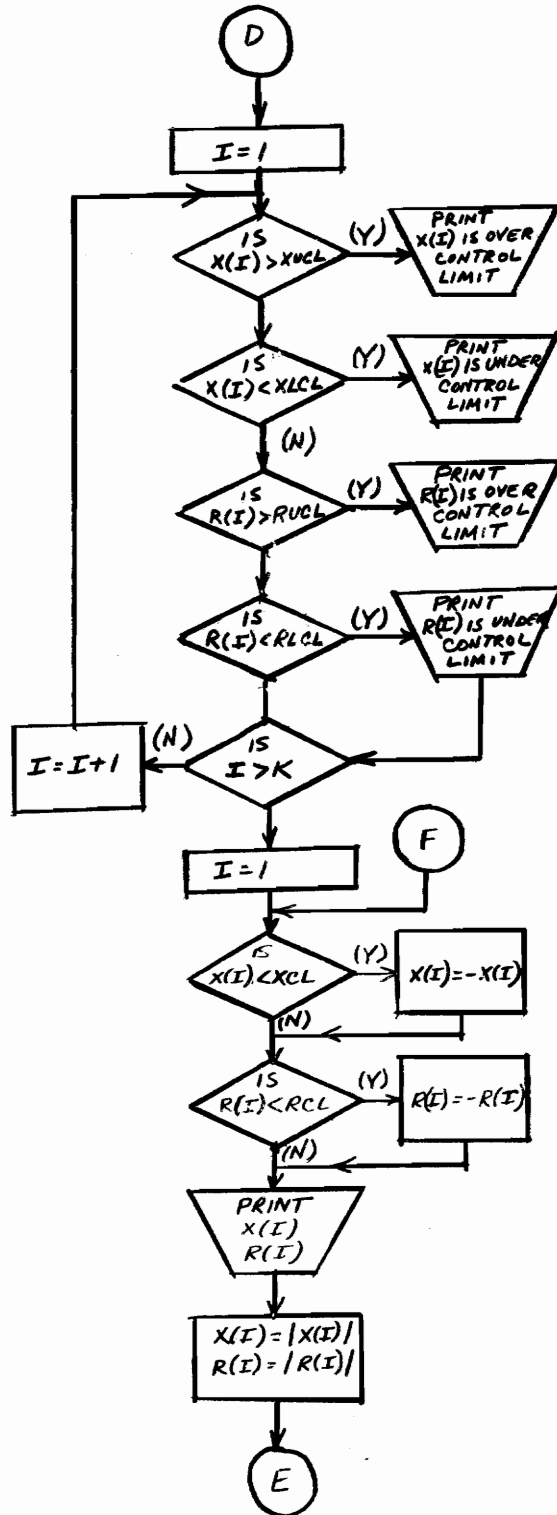 D
I = 1
IS
X(I) > XUCL
(Y)
PRINT
X(I) IS OVER
CONTROL
LIMIT
IS
X(I) < XLCL
(Y)
PRINT
X(I) IS UNDER
CONTROL
LIMIT
(N)
IS
R(I) > RUCL
(Y)
PRINT
R(I) IS OVER
CONTROL
LIMIT
IS
R(I) < RLCL
(Y)
PRINT
R(I) IS UNDER
CONTROL
LIMIT
I = I + 1
(N)
IS
I > K
F
I = 1
IS
X(I) < XCL
(Y)
X(I) = -X(I)
(N)
IS
R(I) < RCL
(Y)
R(I) = -R(I)
(N)
PRINT
X(I)
R(I)
X(I) = |X(I)|
R(I) = |R(I)|
E